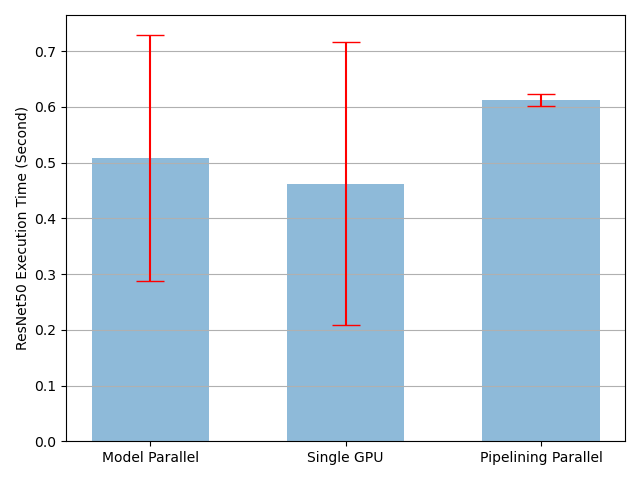 ResNet50 Execution Time (Second)
0.7
0.6
0.5
0.4
0.3
0.2
0.1
0.0
Model Parallel
Single GPU
Pipelining Parallel